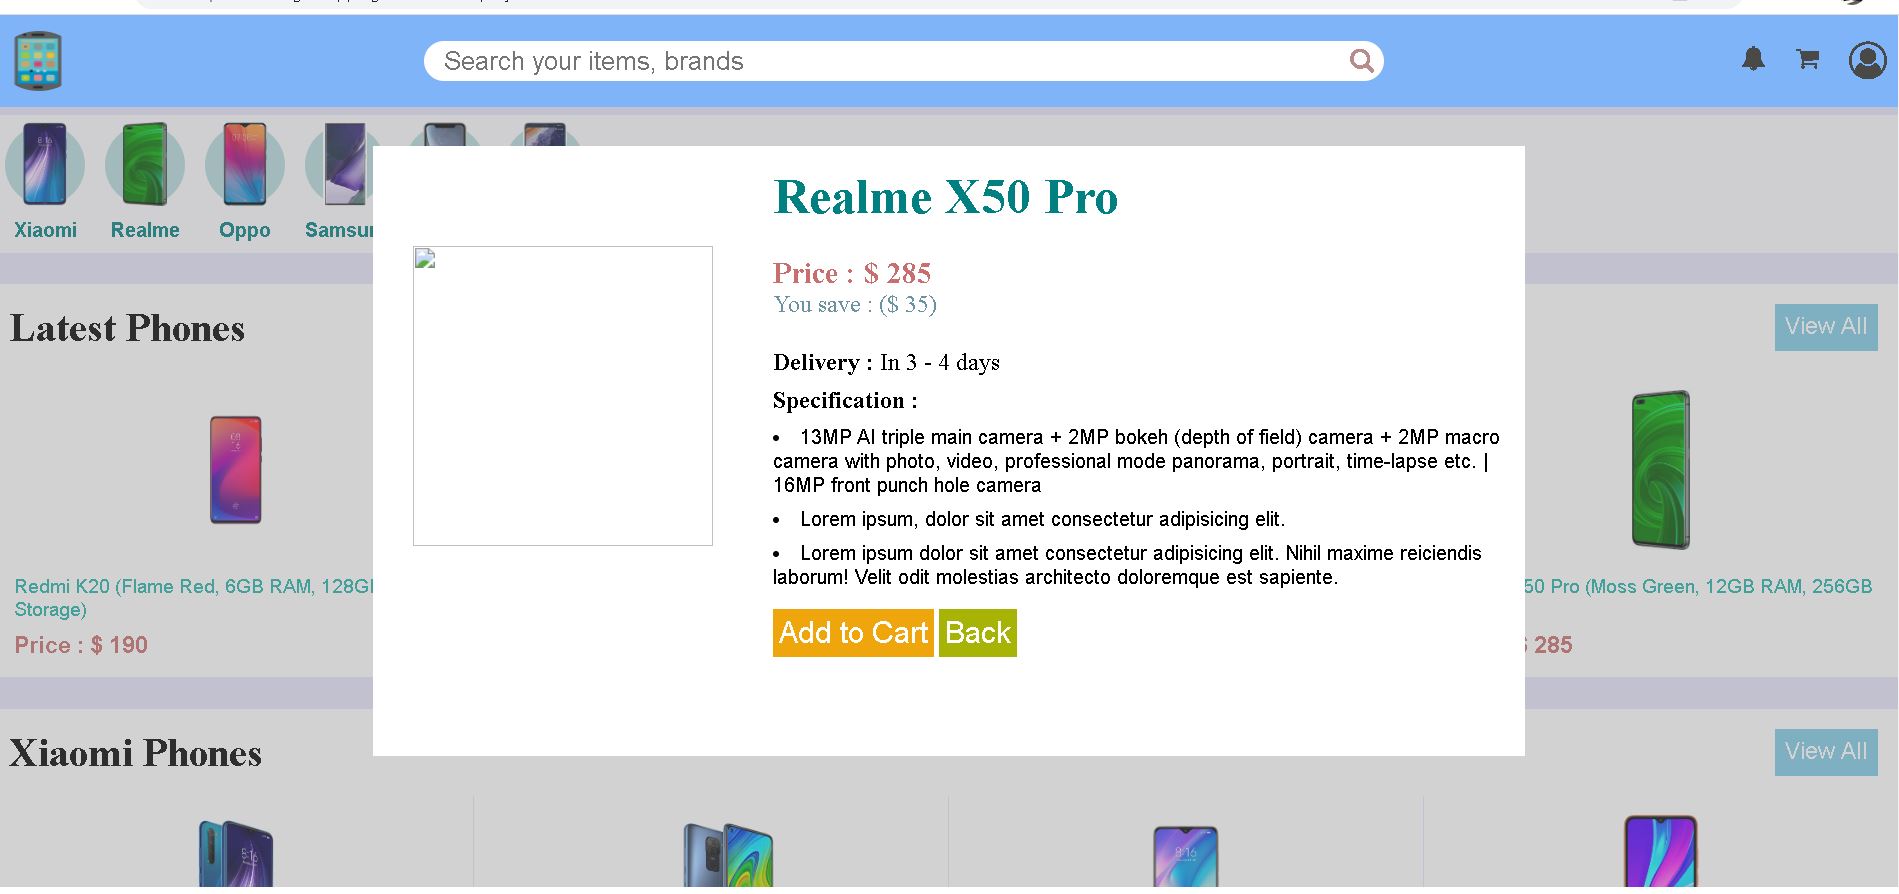 Search your items, brands
Xiaomi
Realme
Oppo
Samsu
Realme X50 Pro
Price : $ 285
You save : ($ 35)
Delivery : In 3 - 4 days
Specification :
• 13MP AI triple main camera + 2MP bokeh (depth of field) camera + 2MP macro
camera with photo, video, professional mode panorama, portrait, time-lapse etc. |
16MP front punch hole camera
• Lorem ipsum, dolor sit amet consectetur adipisicing elit.
• Lorem ipsum dolor sit amet consectetur adipisicing elit. Nihil maxime reiciendis
laborum! Velit odit molestias architecto doloremque est sapiente.
Add to Cart
Back
Latest Phones
View All
Redmi K20 (Flame Red, 6GB RAM, 128G
Storage)
Price : $ 190
50 Pro (Moss Green, 12GB RAM, 256GB
$ 285
Xiaomi Phones
View All